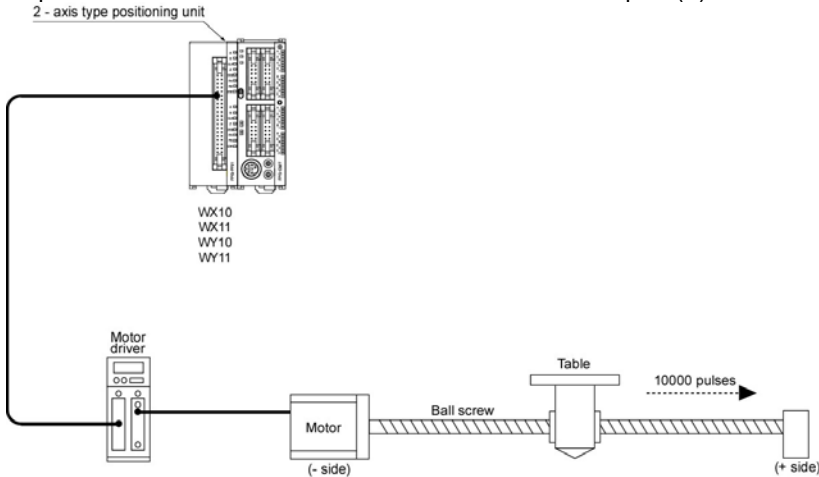 2 - axis type positioning unit
WX10
WX11
WY10
WY11
Motor
driver
Table
10000 pulses
Ball screw
Motor
(- side)
(+ side)